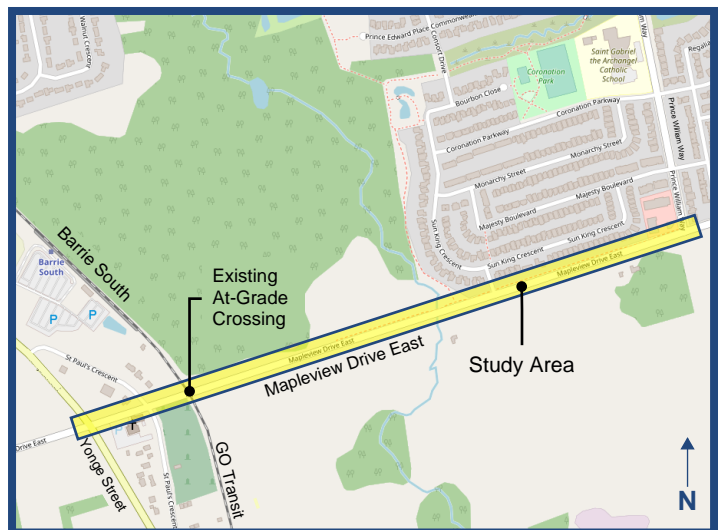 Walnut Crescent
Prince Edward Place Commonwealth
Consort Drive
Saint Gabriel
the Archangel
Catholic
School
Coronation
Park
Regalia
Way
Bourbon Close
Coronation Parkway
Coronation Parkway
Prince William Way
Monarchy Street
Monarchy Street
Majesty Boulevard
Majesty Boulevard
Sun King Crescent
Sun King Crescent
Sun King Crescent
Prince William Way
Barrie South
Barrie
South
P
P
P
Existing
At-Grade
Crossing
Mapleview Drive East
Mapleview Drive East
Mapleview Drive East
Study Area
St Paul's Crescent
St Paul's Crescent
Drive East
Yonge Street
GO Transit
N